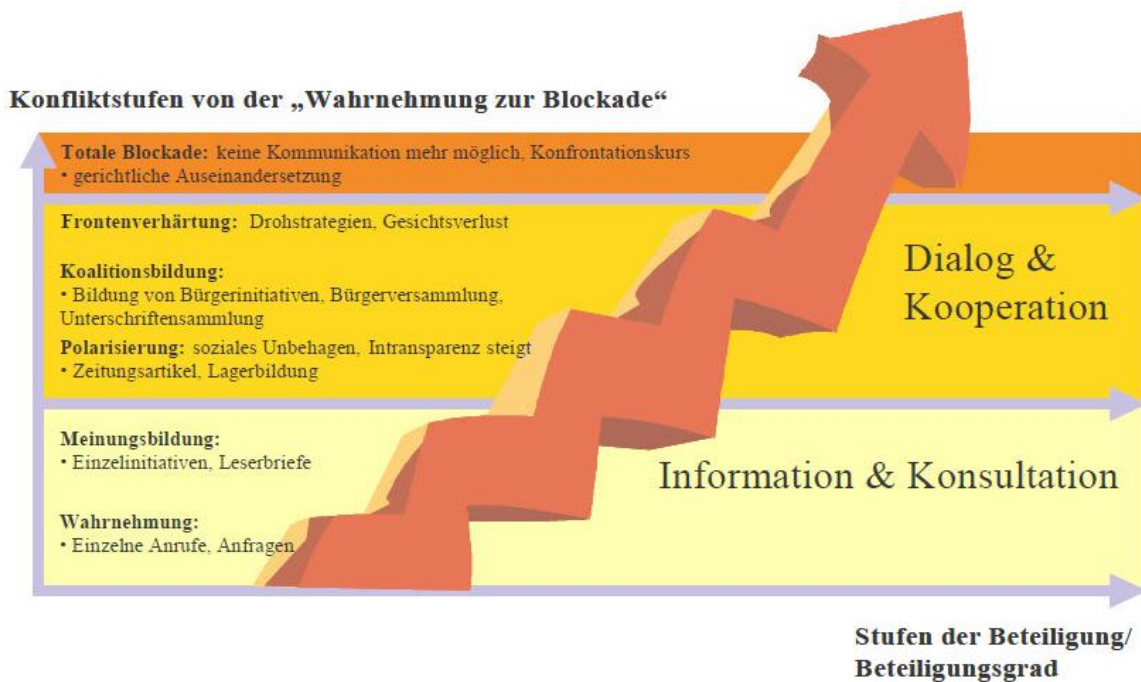 Konfliktstufen von der „Wahrnehmung zur Blockade“
Totale Blockade: keine Kommunikation mehr möglich, Konfrontationskurs
• gerichtliche Auseinandersetzung
Frontenverhärtung: Drohstrategien, Gesichtsverlust
Koalitionsbildung:
• Bildung von Bürgerinitiativen, Bürgerversammlung,
Unterschriftensammlung
Polarisierung: soziales Unbehagen, Intransparenz steigt
• Zeitungsartikel, Lagerbildung
Dialog &
Kooperation
Meinungsbildung:
• Einzelinitiativen, Leserbriefe
Information & Konsultation
Wahrnehmung:
• Einzelne Anrufe, Anfragen
Stufen der Beteiligung/
Beteiligungsgrad